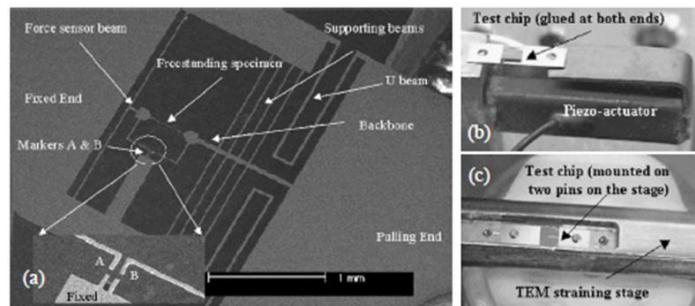 Force sensor beam
Supporting beams
Freestanding specimen
Fixed End
U beam
Backbone
Markers A & B
Pulling End
(a)
A
B
Fixed
1 mm
Test chip (glued at both ends)
Piezo-actuator
(b)
(c)
Test chip (mounted on
two pins on the stage)
TEM straining stage